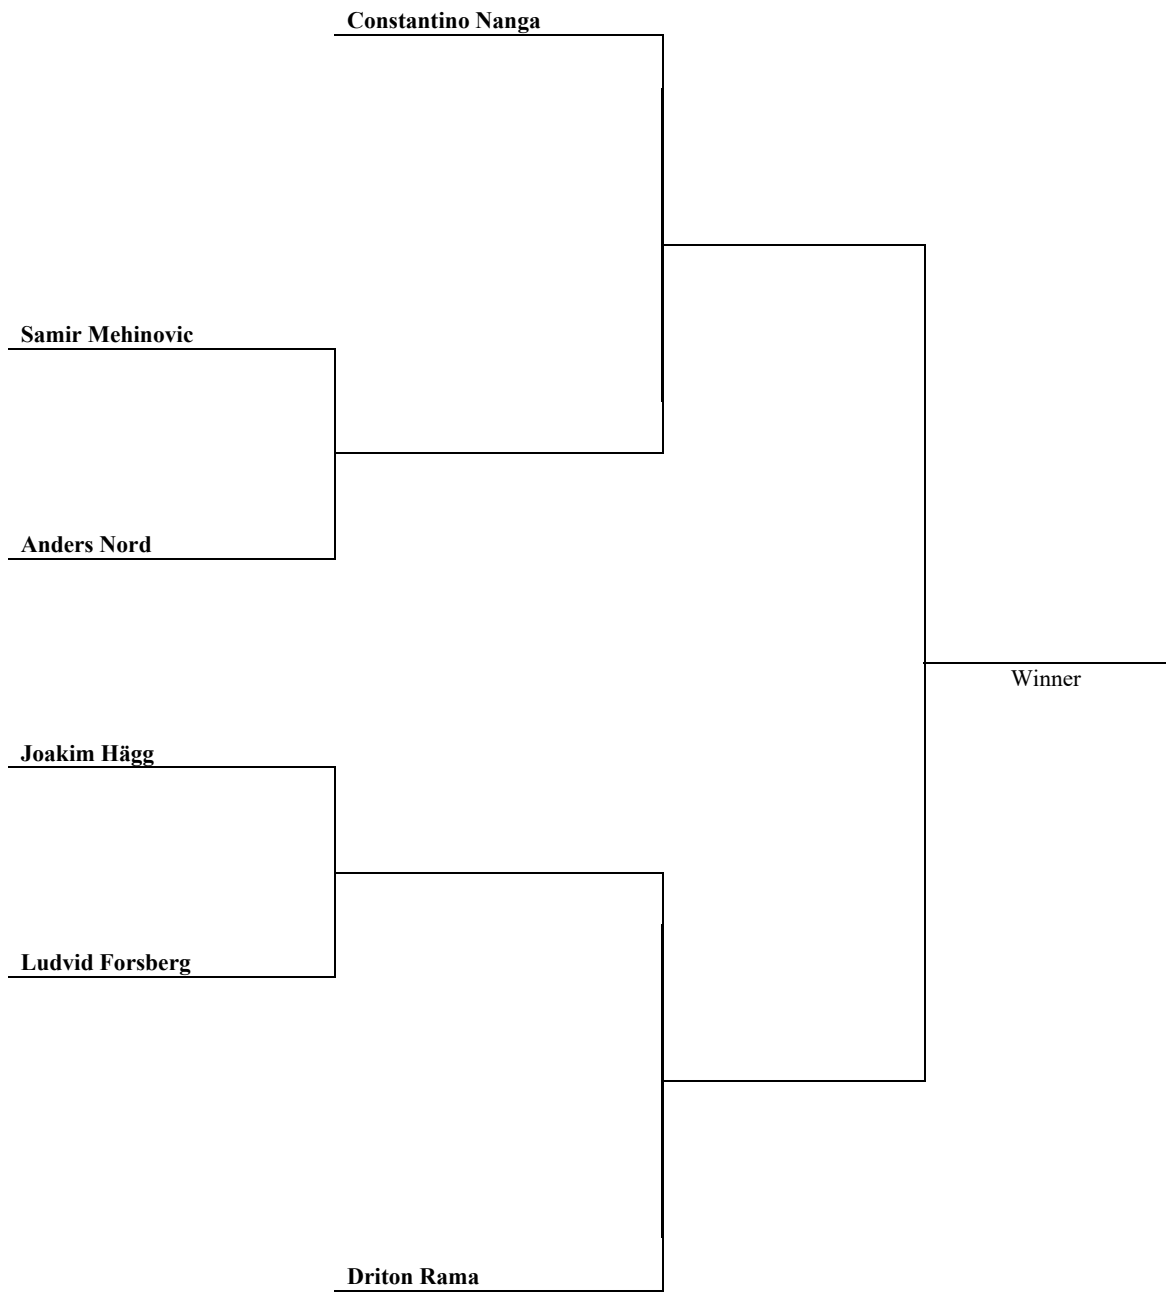 Constantino Nanga
Samir Mehinovic
Anders Nord
Winner
Joakim Hägg
Ludvid Forsberg
Driton Rama